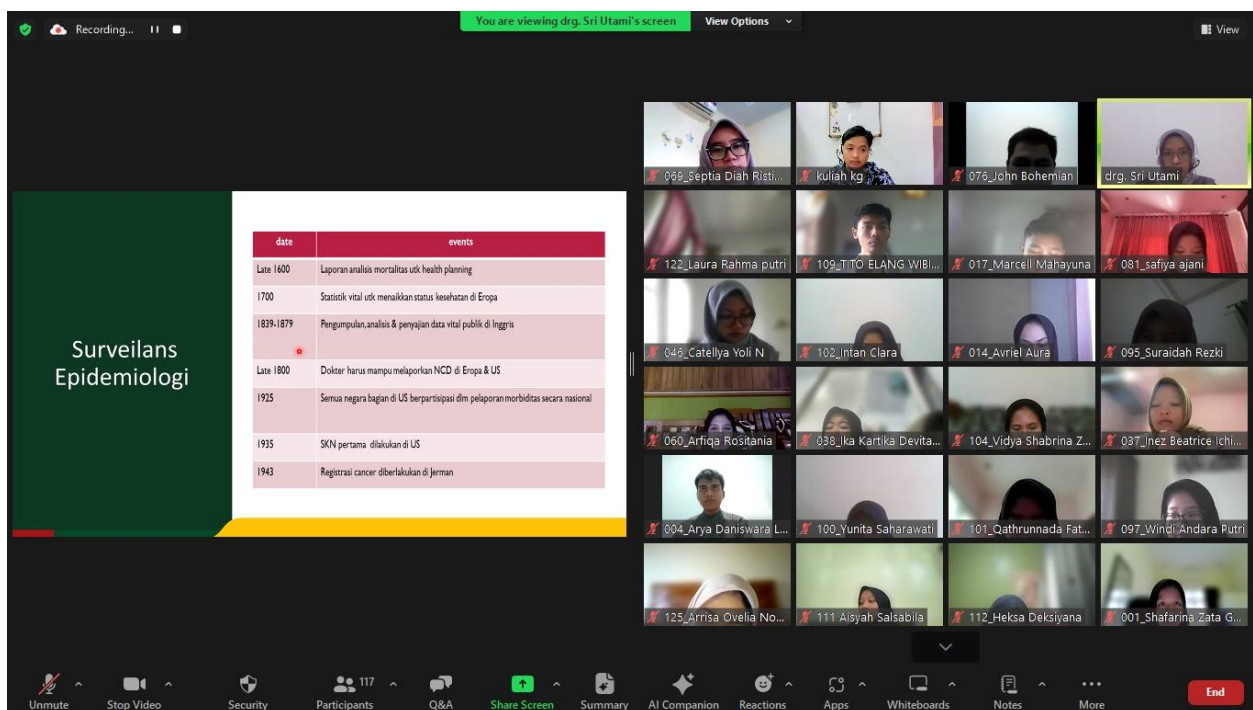 Recording...
You are viewing drg. Sri Utami's screen
View Options
View
Surveilans
Epidemiologi
date events
Late 1600 Laporan analisis mortalitas utk health planning
1700 Statistik vital utk menaikkan status kesehatan di Eropa
1839-1879 Pengumpulan, analisis & penyajian data vital publik di Inggris
Late 1800 Dokter harus mampu melaporkan NCD di Eropa & US
1925 Semua negara bagian di US berpartisipasi dlm pelaporan morbiditas secara nasional
1935 SKN pertama dilakukan di US
1943 Registrasi cancer diberlakukan di Jerman
069_Septia Diah Risti...
kuliah kg
076_John Bohemian
drg. Sri Utami
122_Laura Rahma putri
109_TITO ELANG WIBI...
017_Marcell Mahayuna
081_safiya ajani
046_Catellya Yoli N
102_Intan Clara
014_Avriel Aura
095_Suraidah Rezki
060_Arfiqa Rositania
038_Ika Kartika Devita...
104_Vidya Shabrina Z...
037_Inez Beatrice Ichi...
004_Arya Daniswara L...
100_Yunita Saharawati
101_Qathrunnada Fat...
097_Windi Andara Putri
125_Arrisa Ovelia No...
111 Aisyah Salsabila
112_Heksa Deksiyana
001_Shafarina Zata G...
Unmute
Stop Video
Security
117
Participants
Q&A
Share Screen
Summary
AI Companion
Reactions
Apps
Whiteboards
Notes
More
End